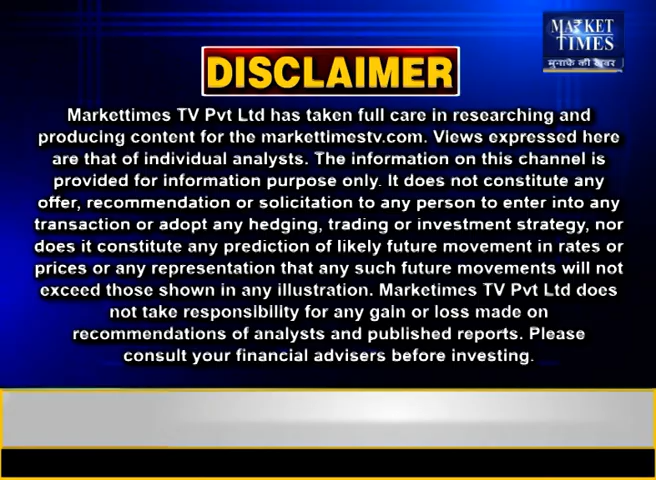 MARKET
TIMES
मुनाफे की खबर
DISCLAIMER
Markettimes TV Pvt Ltd has taken full care in researching and
producing content for the markettimestv.com. Views expressed here
are that of individual analysts. The information on this channel is
provided for information purpose only. It does not constitute any
offer, recommendation or solicitation to any person to enter into any
transaction or adopt any hedging, trading or investment strategy, nor
does it constitute any prediction of likely future movement in rates or
prices or any representation that any such future movements will not
exceed those shown in any illustration. Marketimes TV Pvt Ltd does
not take responsibility for any gain or loss made on
recommendations of analysts and published reports. Please
consult your financial advisers before investing.